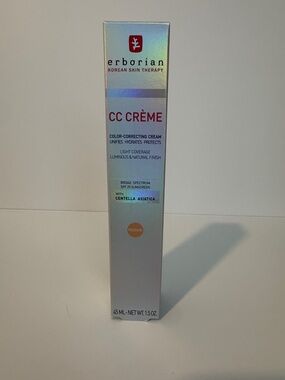 erborian
KOREAN SKIN THERAPY
CC CRÈME
COLOR-CORRECTING CREAM
UNIFIES HYDRATES PROTECTS
LIGHT COVERAGE
LUMINOUS & NATURAL FINISH
BROAD SPECTRUM
SPF 25 SUNSCREEN
WITH
CENTELLA ASIATICA
45 ML - NET WT. 1.5 OZ.